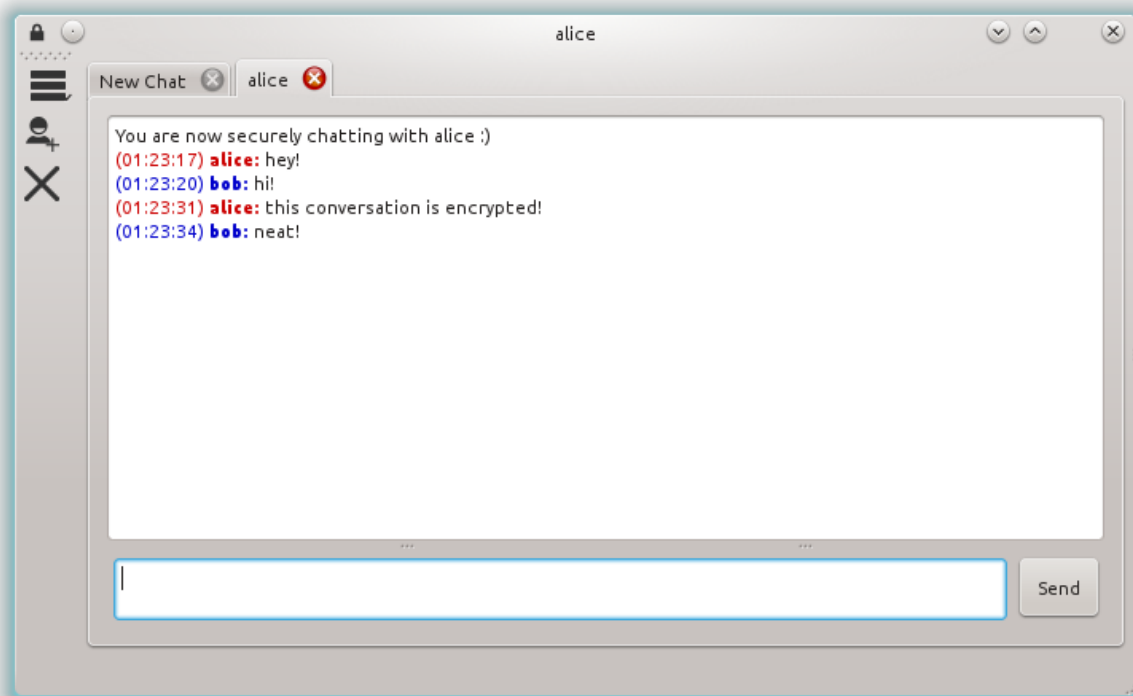 alice
New Chat alice
You are now securely chatting with alice :)
(01:23:17) alice: hey!
(01:23:20) bob: hi!
(01:23:31) alice: this conversation is encrypted!
(01:23:34) bob: neat!
Send